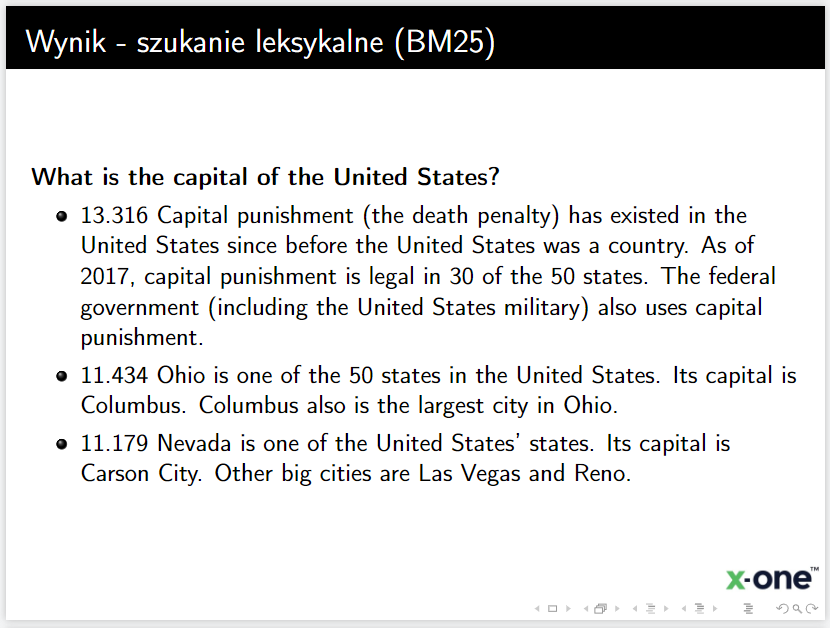 Wynik - szukanie leksykalne (BM25)
What is the capital of the United States?
13.316 Capital punishment (the death penalty) has existed in the
United States since before the United States was a country. As of
2017, capital punishment is legal in 30 of the 50 states. The federal
government (including the United States military) also uses capital
punishment.
11.434 Ohio is one of the 50 states in the United States. Its capital is
Columbus. Columbus also is the largest city in Ohio.
11.179 Nevada is one of the United States' states. Its capital is
Carson City. Other big cities are Las Vegas and Reno.
x-one™